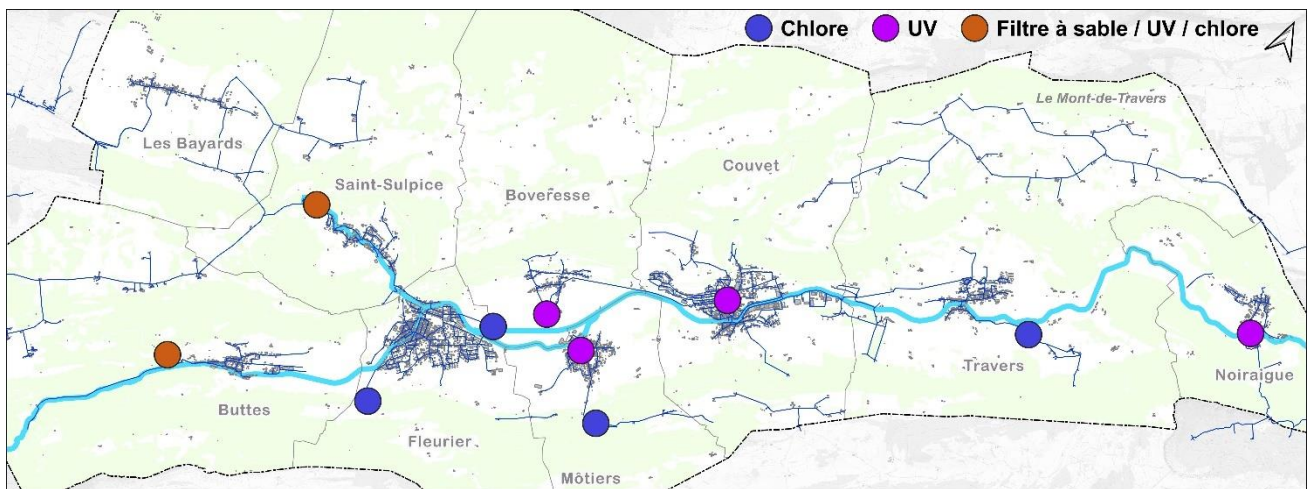 Chlore UV Filtre à sable / UV / chlore
Le Mont-de-Travers
Les Bayards
Couvet
Saint-Sulpice
Boveresse
Travers
Noiraigue
Buttes
Fleurier
Môtiers